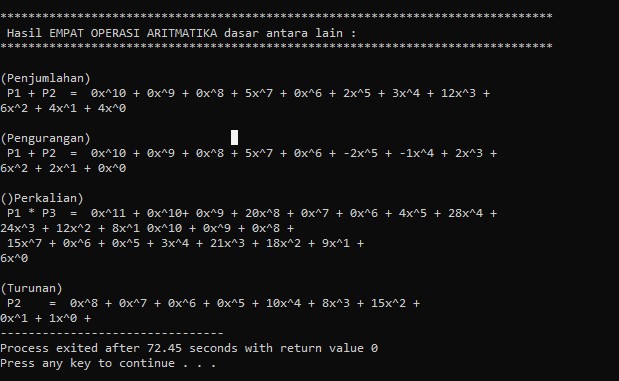 *******************************************************************************
Hasil EMPAT OPERASI ARITMATIKA dasar antara lain :
*******************************************************************************
(Penjumlahan)
P1 + P2  =  0x^10 + 0x^9 + 0x^8 + 5x^7 + 0x^6 + 2x^5 + 3x^4 + 12x^3 +
6x^2 + 4x^1 + 4x^0
(Pengurangan)
P1 + P2  =  0x^10 + 0x^9 + 0x^8 + 5x^7 + 0x^6 + -2x^5 + -1x^4 + 2x^3 +
6x^2 + 2x^1 + 0x^0
()Perkalian)
P1 * P3  =  0x^11 + 0x^10+ 0x^9 + 20x^8 + 0x^7 + 0x^6 + 4x^5 + 28x^4 +
24x^3 + 12x^2 + 8x^1 0x^10 + 0x^9 + 0x^8 +
15x^7 + 0x^6 + 0x^5 + 3x^4 + 21x^3 + 18x^2 + 9x^1 +
6x^0
(Turunan)
P2    =  0x^8 + 0x^7 + 0x^6 + 0x^5 + 10x^4 + 8x^3 + 15x^2 +
0x^1 + 1x^0 +
--------------------------------
Process exited after 72.45 seconds with return value 0
Press any key to continue . . .